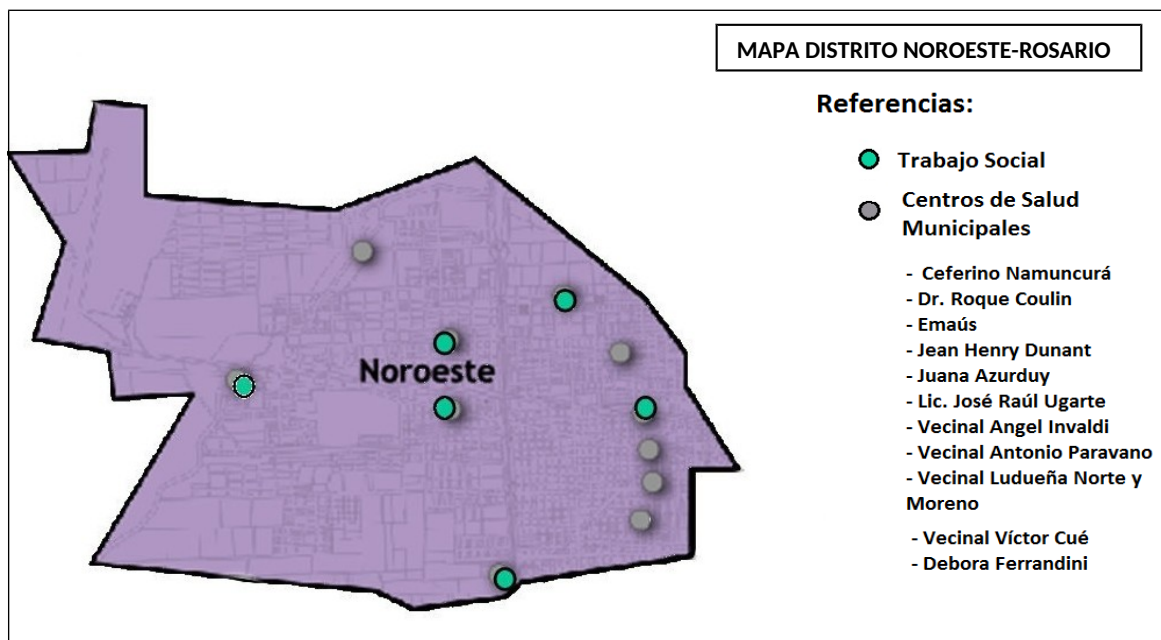 MAPA DISTRITO NOROESTE-ROSARIO
Referencias:
Trabajo Social
Centros de Salud
Municipales
- Ceferino Namuncurá
- Dr. Roque Coulin
- Emaús
- Jean Henry Dunant
- Juana Azurduy
- Lic. José Raúl Ugarte
- Vecinal Angel Invaldi
- Vecinal Antonio Paravano
- Vecinal Ludueña Norte y
Moreno
- Vecinal Víctor Cué
- Debora Ferrandini
Noroeste